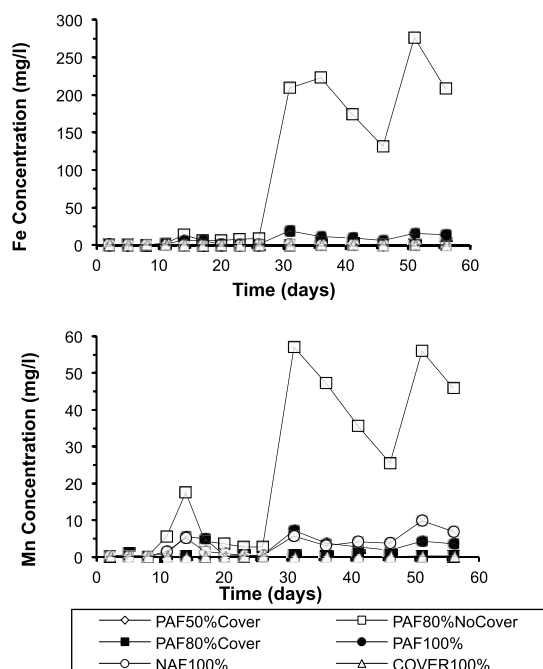 300
250
200
150
100
50
0
Fe Concentration (mg/l)
0 10 20 30 40 50 60
Time (days)
60
50
40
30
20
10
0
Mn Concentration (mg/l)
0 10 20 30 40 50 60
Time (days)
PAF50%Cover PAF80%NoCover
PAF80%Cover PAF100%
NAF100% COVER100%